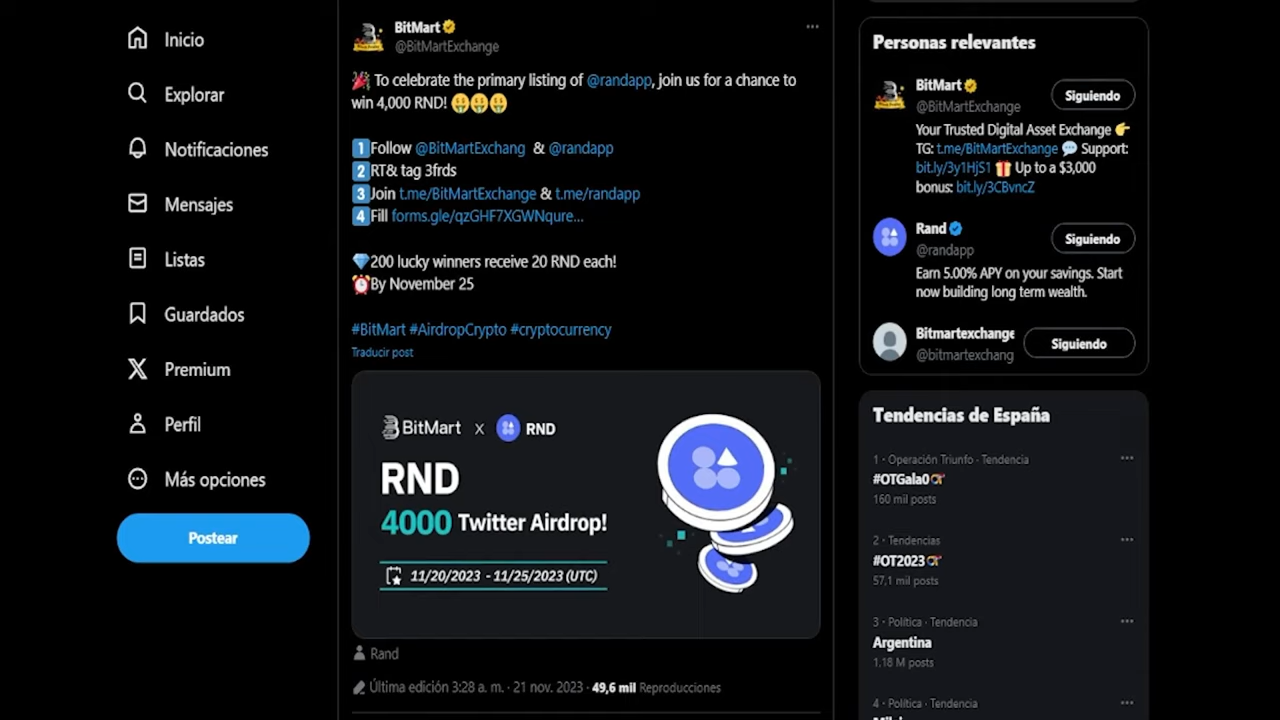 Inicio
Explorar
Notificaciones
Mensajes
Listas
Guardados
Premium
Perfil
Más opciones
Postear
BitMart
@BitMartExchange
To celebrate the primary listing of @randapp, join us for a chance to
win 4,000 RND!
1 Follow @BitMartExchang & @randapp
2 RT& tag 3frds
3 Join t.me/BitMartExchange & t.me/randapp
4 Fill forms.gle/qzGHF7XGWNqure...
200 lucky winners receive 20 RND each!
By November 25
#BitMart #AirdropCrypto #cryptocurrency
Traducir post
BitMart X RND
RND
4000 Twitter Airdrop!
11/20/2023 - 11/25/2023 (UTC)
Rand
Última edición 3:28 a. m. · 21 nov. 2023 · 49,6 mil Reproducciones
Personas relevantes
BitMart
@BitMartExchange
Siguiendo
Your Trusted Digital Asset Exchange
TG: t.me/BitMartExchange Support:
bit.ly/3y1HjS1 Up to a $3,000
bonus: bit.ly/3CBvncZ
Rand
@randapp
Siguiendo
Earn 5.00% APY on your savings. Start
now building long term wealth.
Bitmartexchange
@bitmartexchang
Siguiendo
Tendencias de España
1 · Operación Triunfo · Tendencia
#OTGala0
160 mil posts
2 · Tendencias
#OT2023
57,1 mil posts
3 · Política · Tendencia
Argentina
1,18 M posts
4 · Política · Tendencia